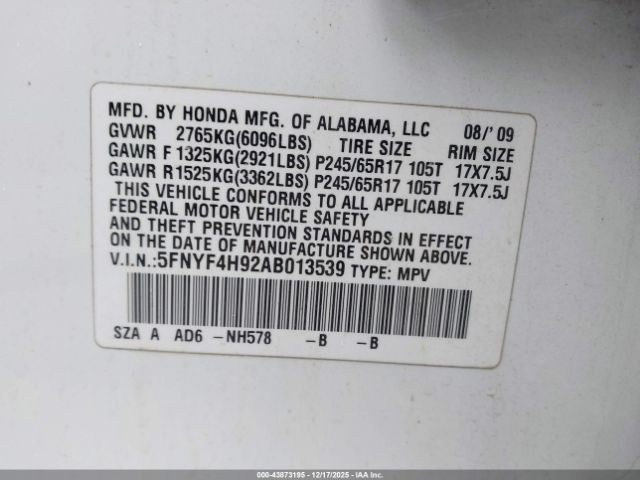 MFD. BY HONDA MFG. OF ALABAMA, LLC 08/'09
GVWR 2765KG(6096LBS) TIRE SIZE RIM SIZE
GAWR F 1325KG(2921LBS) P245/65R17 105T 17X7.5J
GAWR R1525KG(3362LBS) P245/65R17 105T 17X7.5J
THIS VEHICLE CONFORMS TO ALL APPLICABLE
FEDERAL MOTOR VEHICLE SAFETY
AND THEFT PREVENTION STANDARDS IN EFFECT
ON THE DATE OF MANUFACTURE SHOWN ABOVE.
V.I.N.:5FNYF4H92AB013539 TYPE: MPV
SZA A AD6 -NH578 -B -B
000-43873195 - 12/17/2025 - IAAI.COM